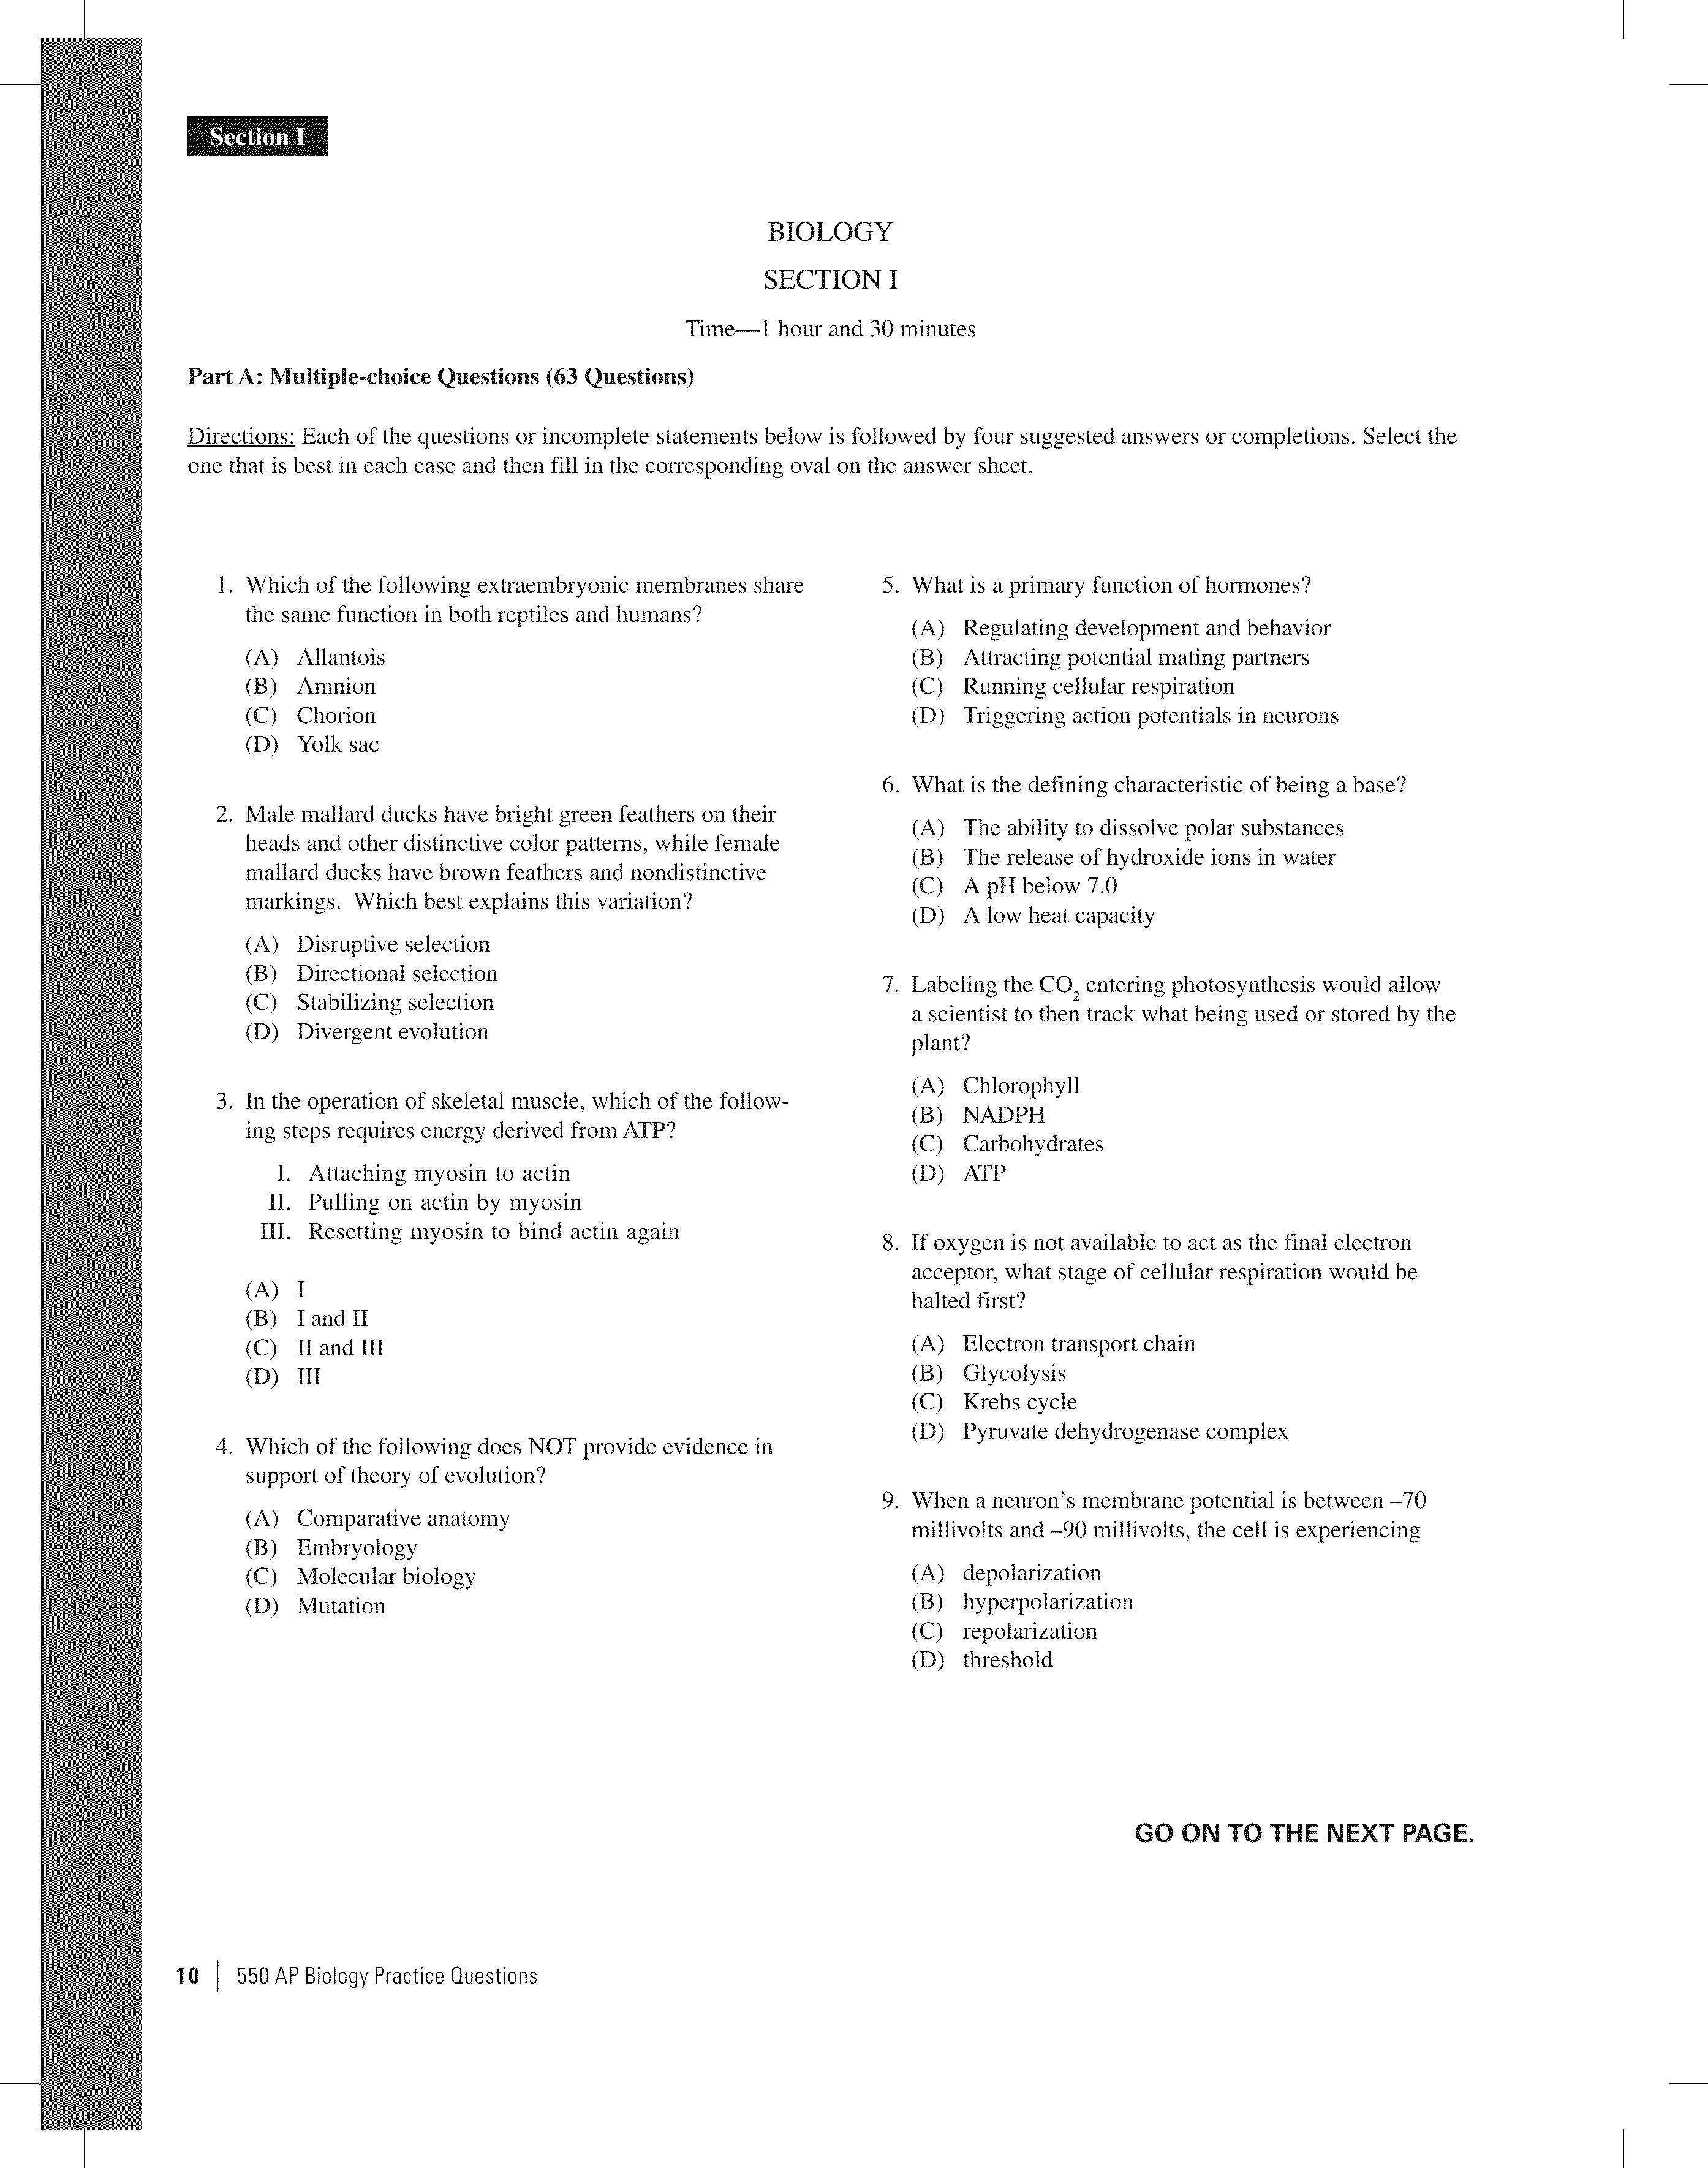 Section I
BIOLOGY
SECTION I
Time—1 hour and 30 minutes
Part A: Multiple-choice Questions (63 Questions)
Directions: Each of the questions or incomplete statements below is followed by four suggested answers or completions. Select the
one that is best in each case and then fill in the corresponding oval on the answer sheet.
1. Which of the following extraembryonic membranes share
the same function in both reptiles and humans?
(A) Allantois
(B) Amnion
(C) Chorion
(D) Yolk sac
2. Male mallard ducks have bright green feathers on their
heads and other distinctive color patterns, while female
mallard ducks have brown feathers and nondistinctive
markings. Which best explains this variation?
(A) Disruptive selection
(B) Directional selection
(C) Stabilizing selection
(D) Divergent evolution
3. In the operation of skeletal muscle, which of the follow-
ing steps requires energy derived from ATP?
I. Attaching myosin to actin
II. Pulling on actin by myosin
III. Resetting myosin to bind actin again
(A) I
(B) I and II
(C) II and III
(D) III
4. Which of the following does NOT provide evidence in
support of theory of evolution?
(A) Comparative anatomy
(B) Embryology
(C) Molecular biology
(D) Mutation
5. What is a primary function of hormones?
(A) Regulating development and behavior
(B) Attracting potential mating partners
(C) Running cellular respiration
(D) Triggering action potentials in neurons
6. What is the defining characteristic of being a base?
(A) The ability to dissolve polar substances
(B) The release of hydroxide ions in water
(C) A pH below 7.0
(D) A low heat capacity
7. Labeling the CO₂ entering photosynthesis would allow
a scientist to then track what being used or stored by the
plant?
(A) Chlorophyll
(B) NADPH
(C) Carbohydrates
(D) ATP
8. If oxygen is not available to act as the final electron
acceptor, what stage of cellular respiration would be
halted first?
(A) Electron transport chain
(B) Glycolysis
(C) Krebs cycle
(D) Pyruvate dehydrogenase complex
9. When a neuron's membrane potential is between –70
millivolts and –90 millivolts, the cell is experiencing
(A) depolarization
(B) hyperpolarization
(C) repolarization
(D) threshold
GO ON TO THE NEXT PAGE.
10 | 550 AP Biology Practice Questions